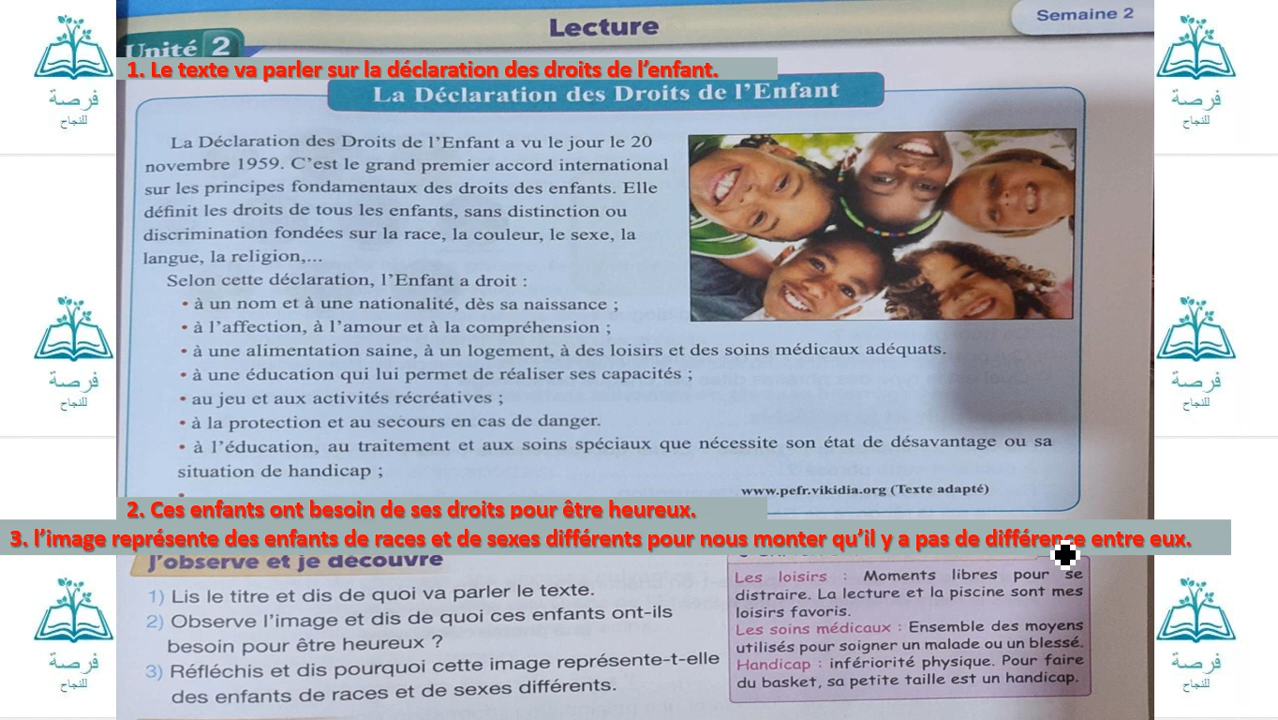 Lecture
Semaine 2
Unité 2
1. Le texte va parler sur la déclaration des droits de l’enfant.
La Déclaration des Droits de l’Enfant
La Déclaration des Droits de l’Enfant a vu le jour le 20
novembre 1959. C’est le grand premier accord international
sur les principes fondamentaux des droits des enfants. Elle
définit les droits de tous les enfants, sans distinction ou
discrimination fondées sur la race, la couleur, le sexe, la
langue, la religion,...
Selon cette déclaration, l’Enfant a droit :
• à un nom et à une nationalité, dès sa naissance ;
• à l’affection, à l’amour et à la compréhension ;
• à une alimentation saine, à un logement, à des loisirs et des soins médicaux adéquats.
• à une éducation qui lui permet de réaliser ses capacités ;
• au jeu et aux activités récréatives ;
• à la protection et au secours en cas de danger.
• à l’éducation, au traitement et aux soins spéciaux que nécessite son état de désavantage ou sa
situation de handicap ;
www.pefr.vikidia.org (Texte adapté)
2. Ces enfants ont besoin de ses droits pour être heureux.
3. l’image représente des enfants de races et de sexes différents pour nous monter qu’il y a pas de différence entre eux.
J’observe et je découvre
1) Lis le titre et dis de quoi va parler le texte.
2) Observe l’image et dis de quoi ces enfants ont-ils
besoin pour être heureux ?
3) Réfléchis et dis pourquoi cette image représente-t-elle
des enfants de races et de sexes différents.
Les loisirs : Moments libres pour se
distraire. La lecture et la piscine sont mes
loisirs favoris.
Les soins médicaux : Ensemble des moyens
utilisés pour soigner un malade ou un blessé.
Handicap : infériorité physique. Pour faire
du basket, sa petite taille est un handicap.
فرصة
للنجاح
فرصة
للنجاح
فرصة
للنجاح
فرصة
للنجاح
فرصة
للنجاح
فرصة
للنجاح